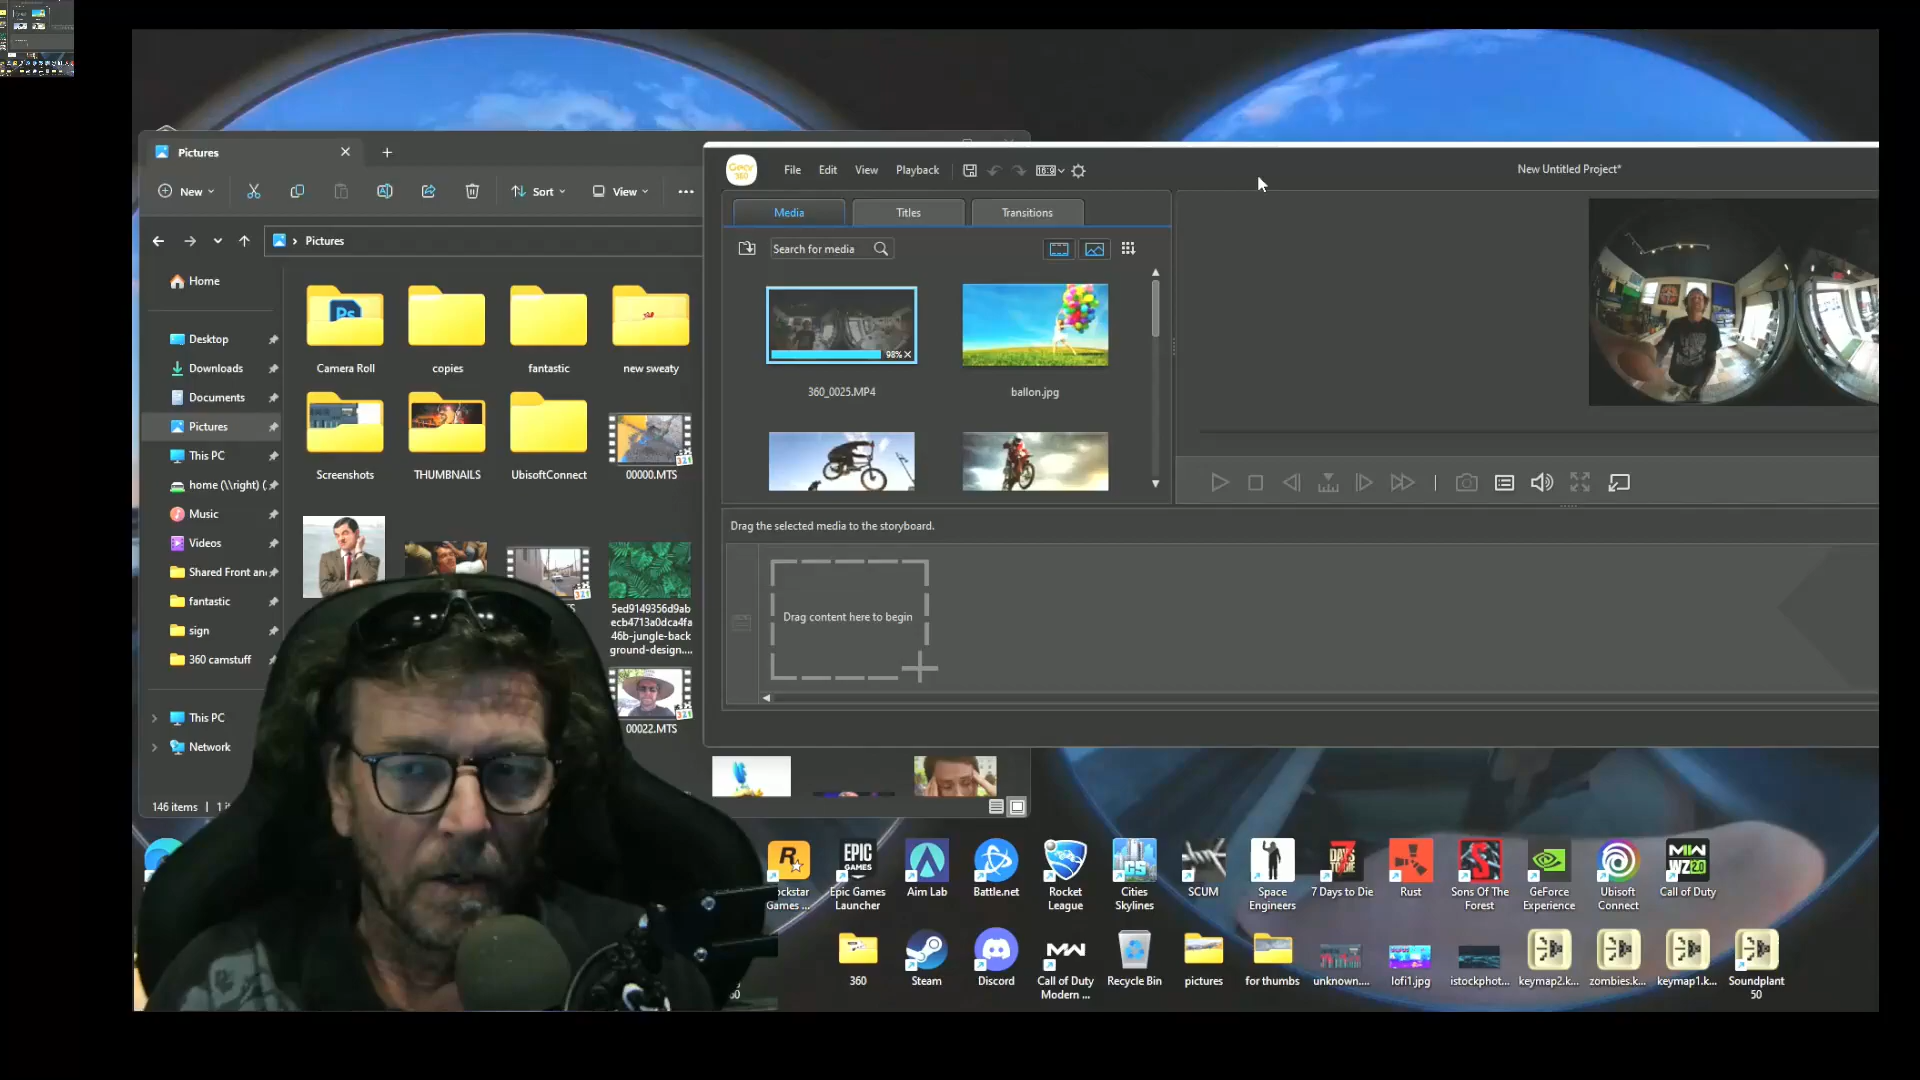 Pictures
New
Sort
View
Pictures
Home
Desktop
Downloads
Documents
Pictures
This PC
home (\\right) (
Music
Videos
Shared Front an
fantastic
sign
360 camstuff
This PC
Network
146 items
Camera Roll
copies
fantastic
new sweaty
Screenshots
THUMBNAILS
UbisoftConnect
00000.MTS
5ed9149356d9ab
ecb4713a0dca4fa
46b-jungle-back
ground-design....
00022.MTS
Gear
360
File
Edit
View
Playback
16:9
New Untitled Project*
Media
Titles
Transitions
Search for media
98%
360_0025.MP4
ballon.jpg
Drag the selected media to the storyboard.
Drag content here to begin
ockstar
Games ...
Epic Games
Launcher
Aim Lab
Battle.net
Rocket
League
Cities
Skylines
SCUM
Space
Engineers
7 Days to Die
Rust
Sons Of The
Forest
GeForce
Experience
Ubisoft
Connect
Call of Duty
360
Steam
Discord
Call of Duty
Modern ...
Recycle Bin
pictures
for thumbs
unknown....
lofi1.jpg
istockphot...
keymap2.k...
zombies.k...
keymap1.k...
Soundplant
50